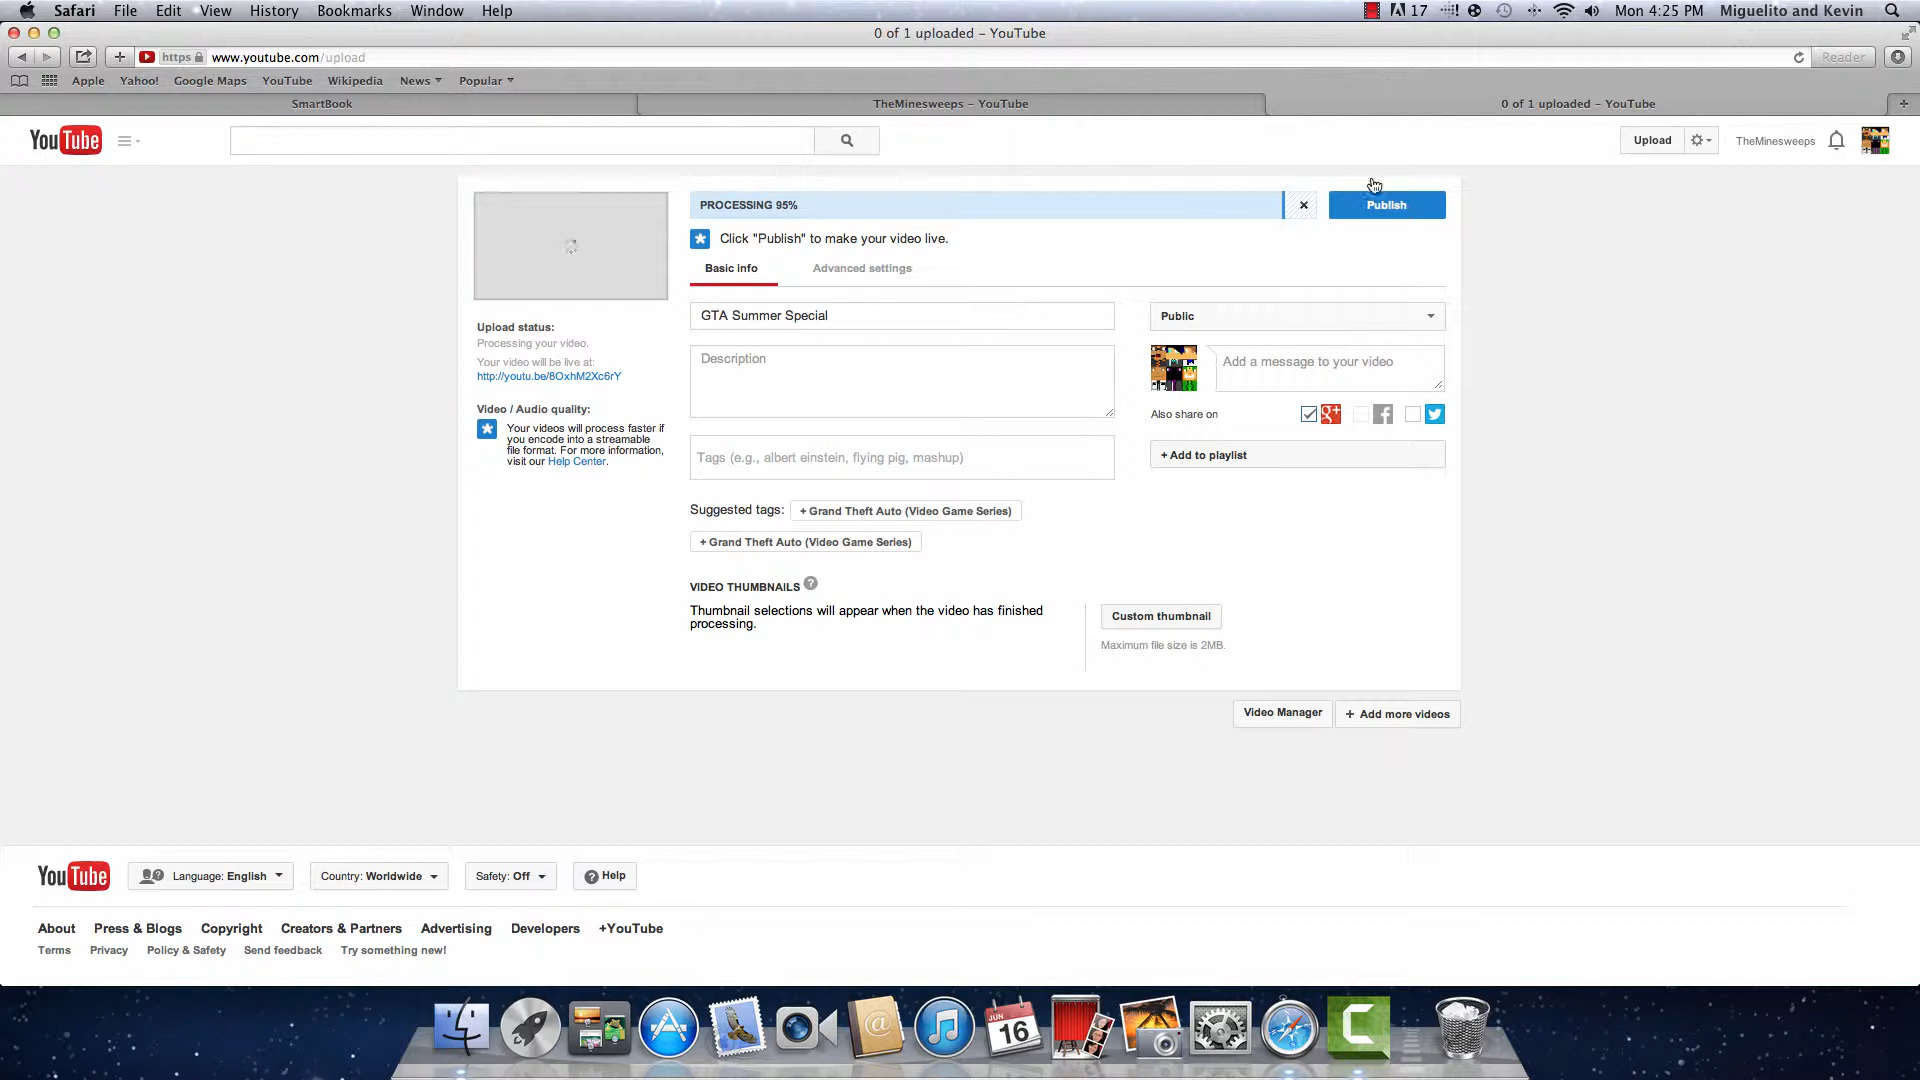 Safari File Edit View History Bookmarks Window Help 17 Mon 4:25 PM Miguelito and Kevin
0 of 1 uploaded – YouTube
https www.youtube.com/upload Reader
Apple Yahoo! Google Maps YouTube Wikipedia News Popular
SmartBook TheMinesweeps – YouTube 0 of 1 uploaded – YouTube
YouTube Upload TheMinesweeps
PROCESSING 95% Publish
Click "Publish" to make your video live.
Basic info Advanced settings
GTA Summer Special Public
Upload status:
Processing your video.
Your video will be live at:
http://youtu.be/8OxhM2Xc6rY
Description Add a message to your video
Video / Audio quality:
Your videos will process faster if
you encode into a streamable
file format. For more information,
visit our Help Center.
Also share on
Tags (e.g., albert einstein, flying pig, mashup) + Add to playlist
Suggested tags: + Grand Theft Auto (Video Game Series)
+ Grand Theft Auto (Video Game Series)
VIDEO THUMBNAILS ?
Thumbnail selections will appear when the video has finished
processing.
Custom thumbnail
Maximum file size is 2MB.
Video Manager + Add more videos
YouTube Language: English Country: Worldwide Safety: Off Help
About Press & Blogs Copyright Creators & Partners Advertising Developers +YouTube
Terms Privacy Policy & Safety Send feedback Try something new!
JUN
16